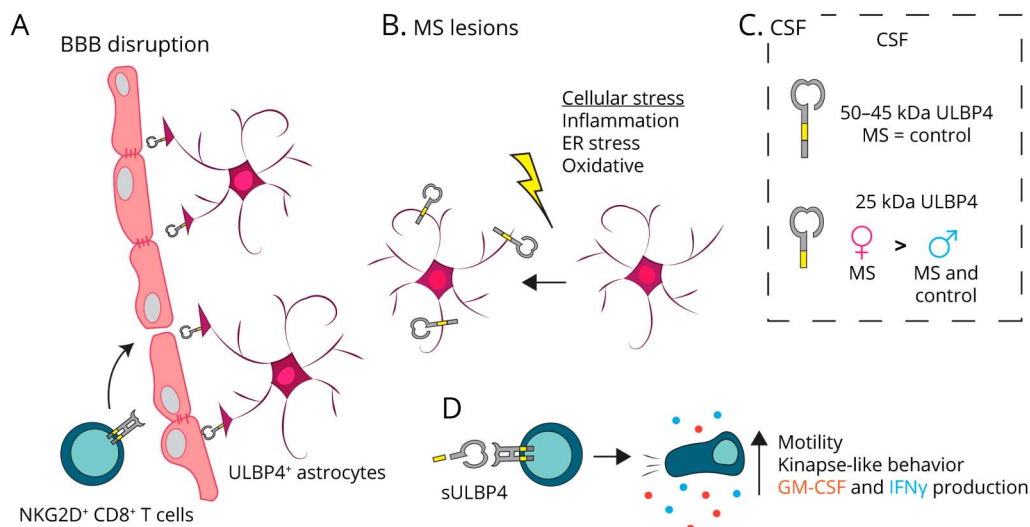 A
BBB disruption
NKG2D⁺ CD8⁺ T cells
ULBP4⁺ astrocytes
B. MS lesions
Cellular stress
Inflammation
ER stress
Oxidative
C. CSF
CSF
50–45 kDa ULBP4
MS = control
25 kDa ULBP4
♀ > ♂
MS MS and
control
D
sULBP4
Motility
Kinapse-like behavior
GM-CSF and IFNγ production